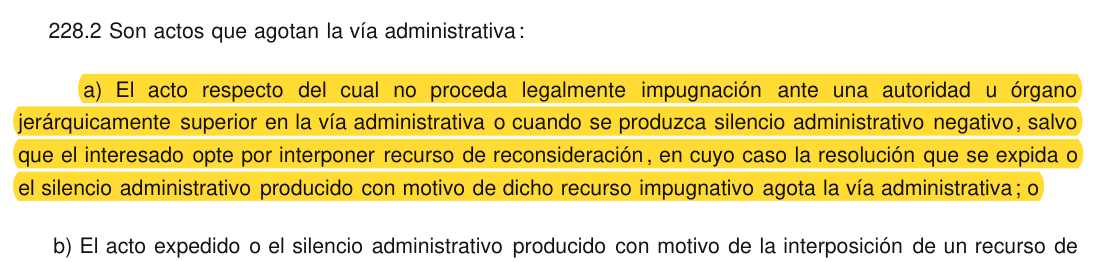 228.2 Son actos que agotan la vía administrativa:
a) El acto respecto del cual no proceda legalmente impugnación ante una autoridad u órgano
jerárquicamente superior en la vía administrativa o cuando se produzca silencio administrativo negativo, salvo
que el interesado opte por interponer recurso de reconsideración, en cuyo caso la resolución que se expida o
el silencio administrativo producido con motivo de dicho recurso impugnativo agota la vía administrativa; o
b) El acto expedido o el silencio administrativo producido con motivo de la interposición de un recurso de